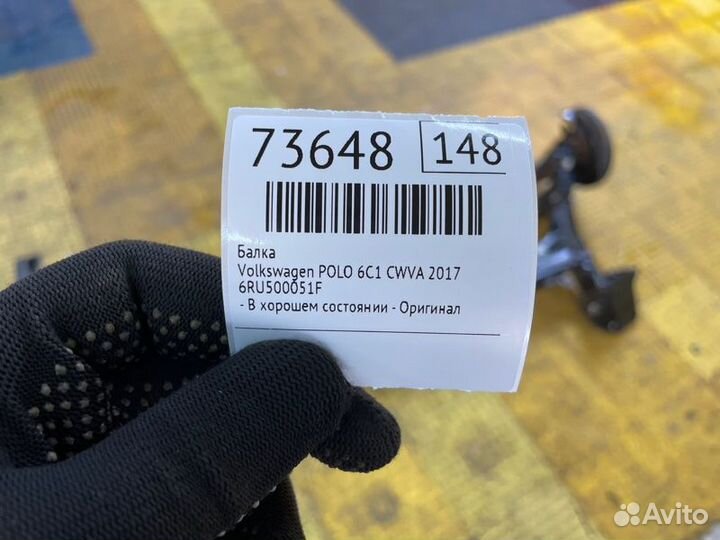 73648 148
Балка
Volkswagen POLO 6C1 CWVA 2017
6RU500051F
- В хорошем состоянии - Оригинал
Avito